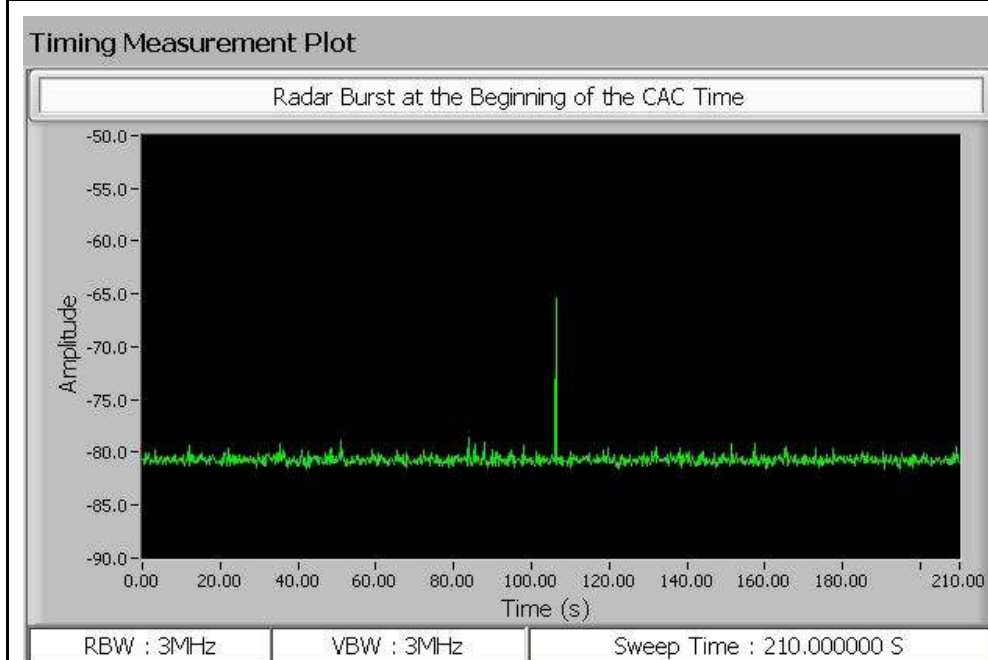 Timing Measurement Plot
Radar Burst at the Beginning of the CAC Time
Amplitude
-50.0
-55.0
-60.0
-65.0
-70.0
-75.0
-80.0
-85.0
-90.0
0.00 20.00 40.00 60.00 80.00 100.00 120.00 140.00 160.00 180.00 210.00
Time (s)
RBW : 3MHz VBW : 3MHz Sweep Time : 210.000000 S